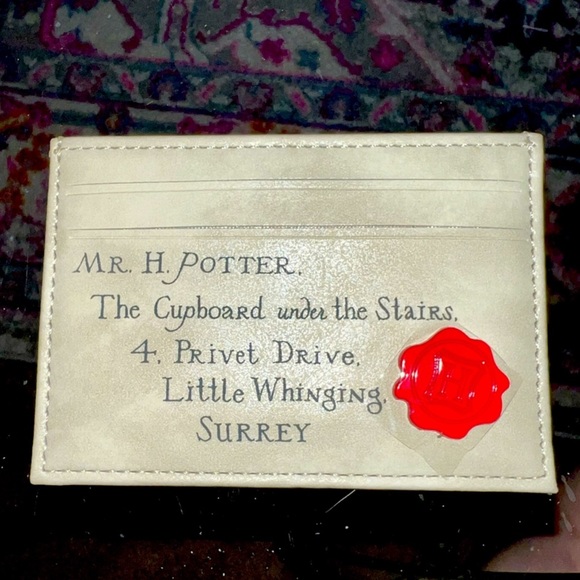 Mr. H. Potter,
The Cupboard under the Stairs,
4, Privet Drive,
Little Whinging,
SURREY